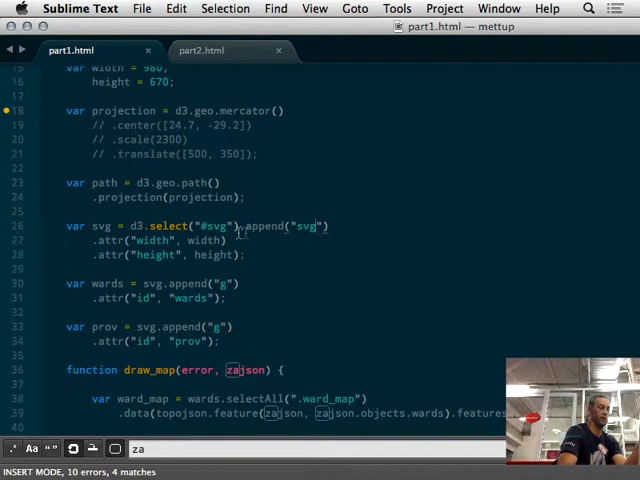 Sublime Text File Edit Selection Find View Goto Tools Project Window Help
part1.html — mettup
part1.html × part2.html ×
15 var width = 980,
16 height = 670;
17
18 var projection = d3.geo.mercator()
19 // .center([24.7, -29.2])
20 // .scale(2300)
21 // .translate([500, 350]);
22
23 var path = d3.geo.path()
24 .projection(projection);
25
26 var svg = d3.select("#svg").append("svg")
27 .attr("width", width)
28 .attr("height", height);
29
30 var wards = svg.append("g")
31 .attr("id", "wards");
32
33 var prov = svg.append("g")
34 .attr("id", "prov");
35
36 function draw_map(error, zajson) {
37
38 var ward_map = wards.selectAll(".ward_map")
39 .data(topojson.feature(zajson, zajson.objects.wards).features
40
.* Aa “” za
INSERT MODE, 10 errors, 4 matches